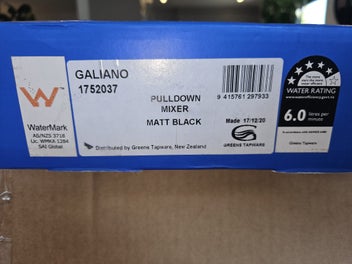 GALIANO
1752037
PULLDOWN
MIXER
MATT BLACK
9 415761 297933
Made 17/12/20
GREENS TAPWARE
Distributed by Greens Tapware, New Zealand
WaterMark
AS/NZS 3718
Lic. WMKA 1284
SAI Global
WATER RATING
6.0 litres per
minute
Greens Tapware